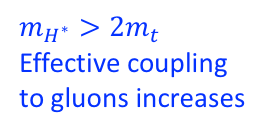 m_{H^*} > 2m_t
Effective coupling
to gluons increases